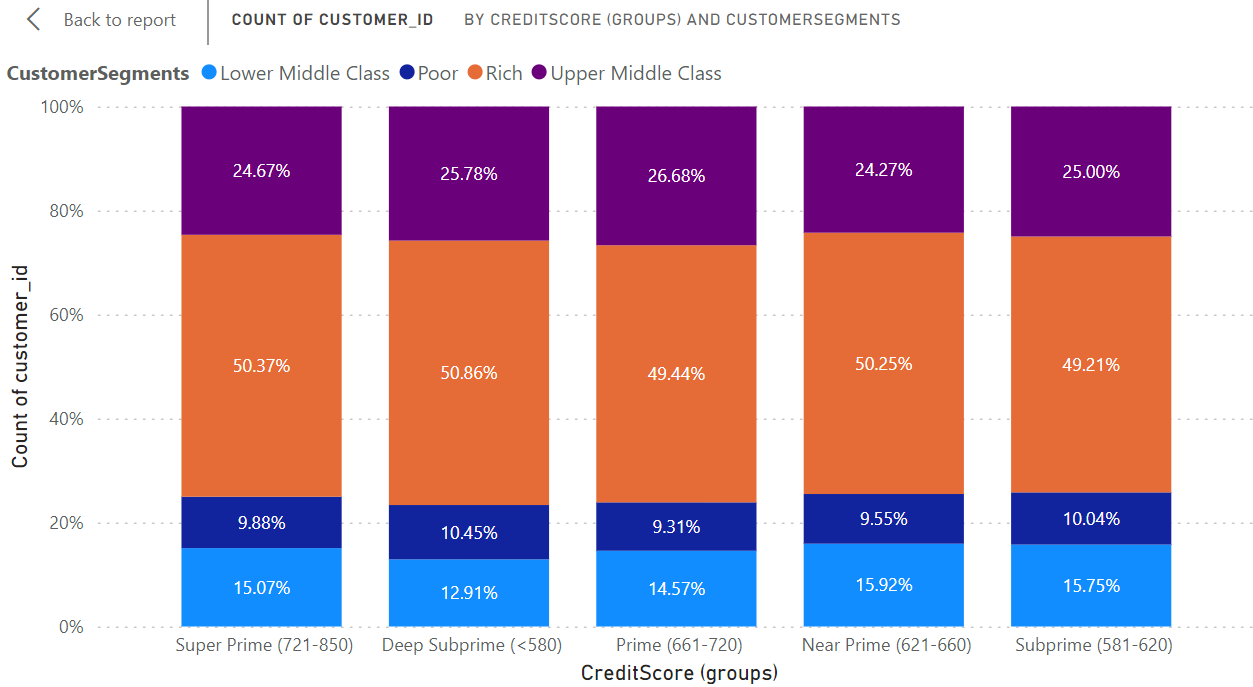 Back to report
COUNT OF CUSTOMER_ID BY CREDITSCORE (GROUPS) AND CUSTOMERSEGMENTS
CustomerSegments Lower Middle Class Poor Rich Upper Middle Class
Count of customer_id
100%
80%
60%
40%
20%
0%
24.67% 25.78% 26.68% 24.27% 25.00%
50.37% 50.86% 49.44% 50.25% 49.21%
9.88% 10.45% 9.31% 9.55% 10.04%
15.07% 12.91% 14.57% 15.92% 15.75%
Super Prime (721-850) Deep Subprime (<580) Prime (661-720) Near Prime (621-660) Subprime (581-620)
CreditScore (groups)